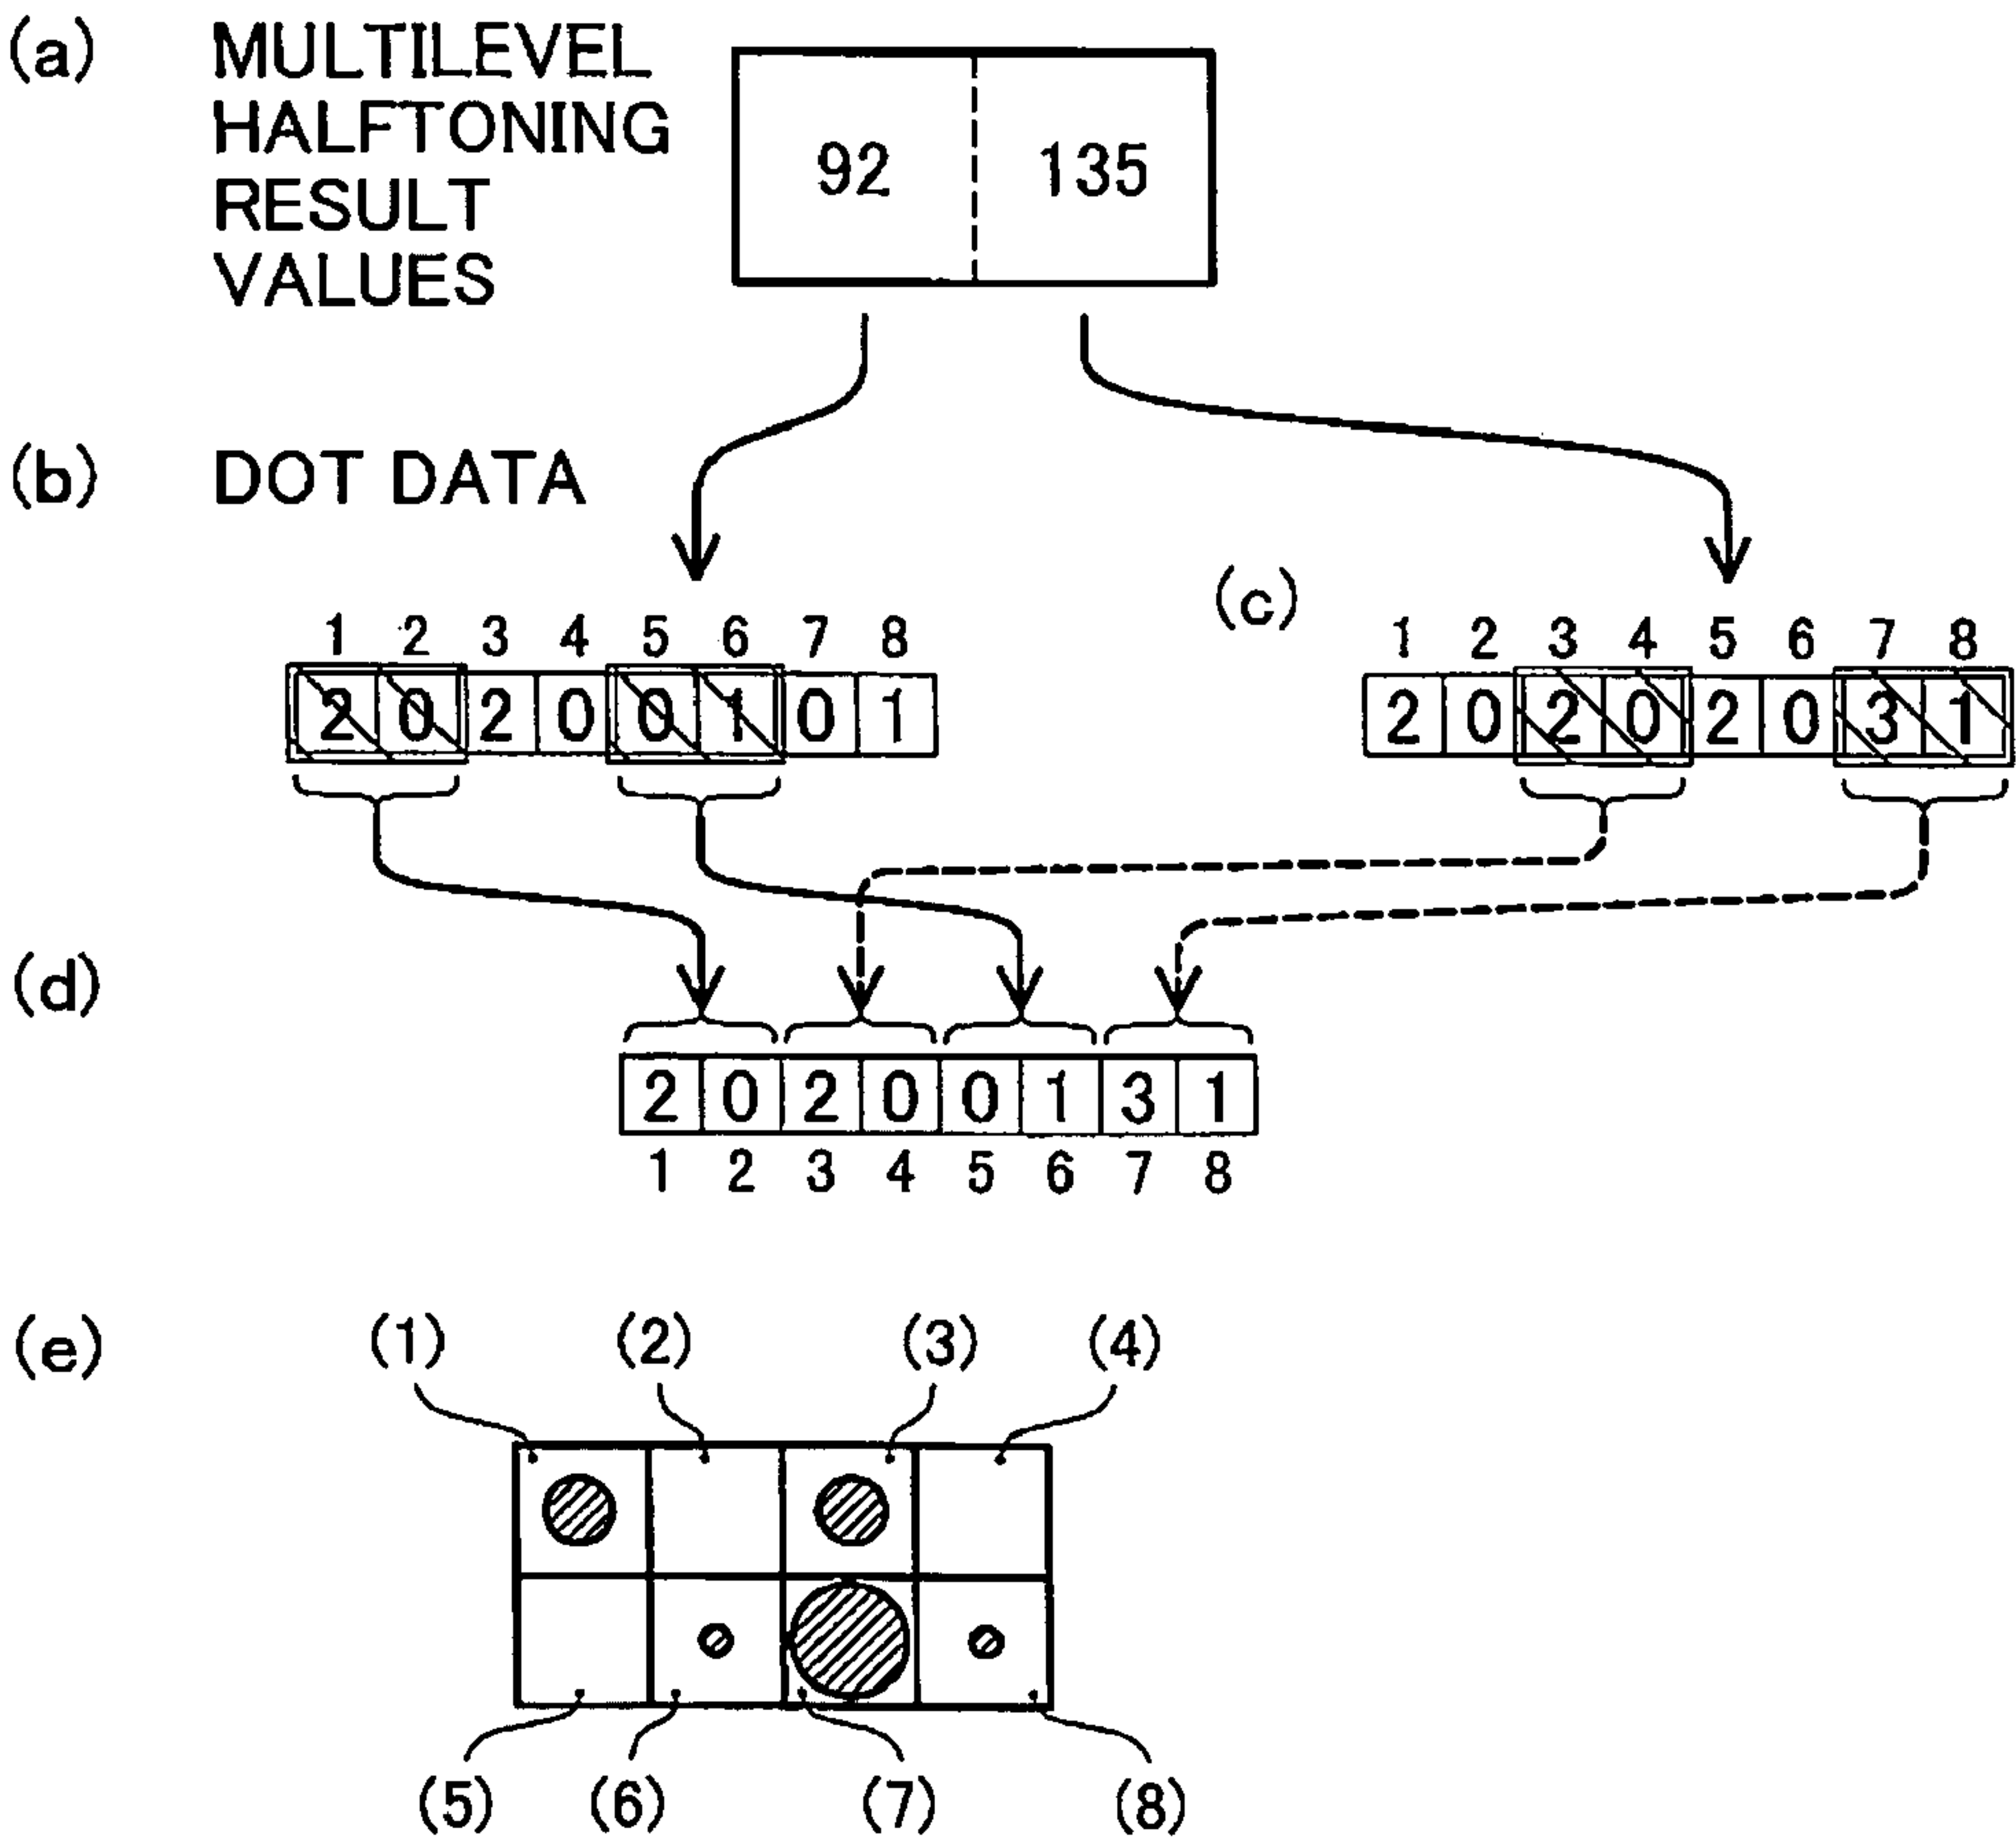 (a) MULTILEVEL
HALFTONING
RESULT
VALUES
92 135
(b) DOT DATA
(c)
1 2 3 4 5 6 7 8
2 0 2 0 0 1 0 1
1 2 3 4 5 6 7 8
2 0 2 0 2 0 3 1
(d)
2 0 2 0 0 1 3 1
1 2 3 4 5 6 7 8
(e)
(1) (2) (3) (4)
(5) (6) (7) (8)